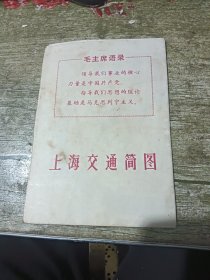 毛主席语录
领导我们事业的核心
力量是中国共产党。
指导我们思想的理论
基础是马克思列宁主义。
上海交通简图